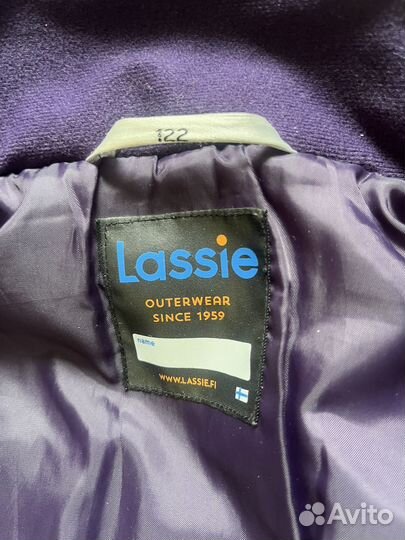 122
Lassie
OUTERWEAR
SINCE 1959
name
WWW.LASSIE.FI
Avito